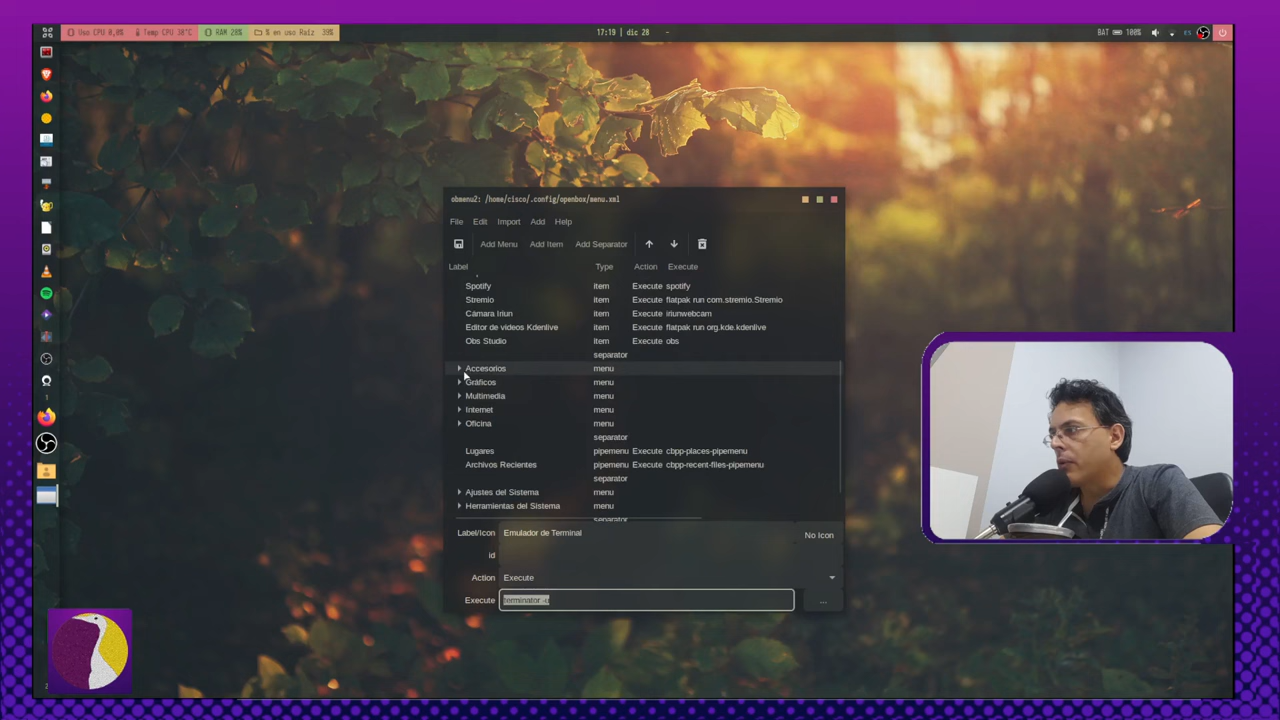 Uso CPU 0,0% Temp CPU 38°C RAM 28% % en uso Raíz 39%
17:19 | dic 28 -
BAT 100% es
obmenu2: /home/cisco/.config/openbox/menu.xml
File Edit Import Add Help
Add Menu Add Item Add Separator
Label Type Action Execute
Spotify item Execute spotify
Stremio item Execute flatpak run com.stremio.Stremio
Cámara Iriun item Execute iriunwebcam
Editor de videos Kdenlive item Execute flatpak run org.kde.kdenlive
Obs Studio item Execute obs
separator
Accesorios menu
Gráficos menu
Multimedia menu
Internet menu
Oficina menu
separator
Lugares pipemenu Execute cbpp-places-pipemenu
Archivos Recientes pipemenu Execute cbpp-recent-files-pipemenu
separator
Ajustes del Sistema menu
Herramientas del Sistema menu
separator
Label/Icon Emulador de Terminal No Icon
id
Action Execute
Execute terminator -u ...
1